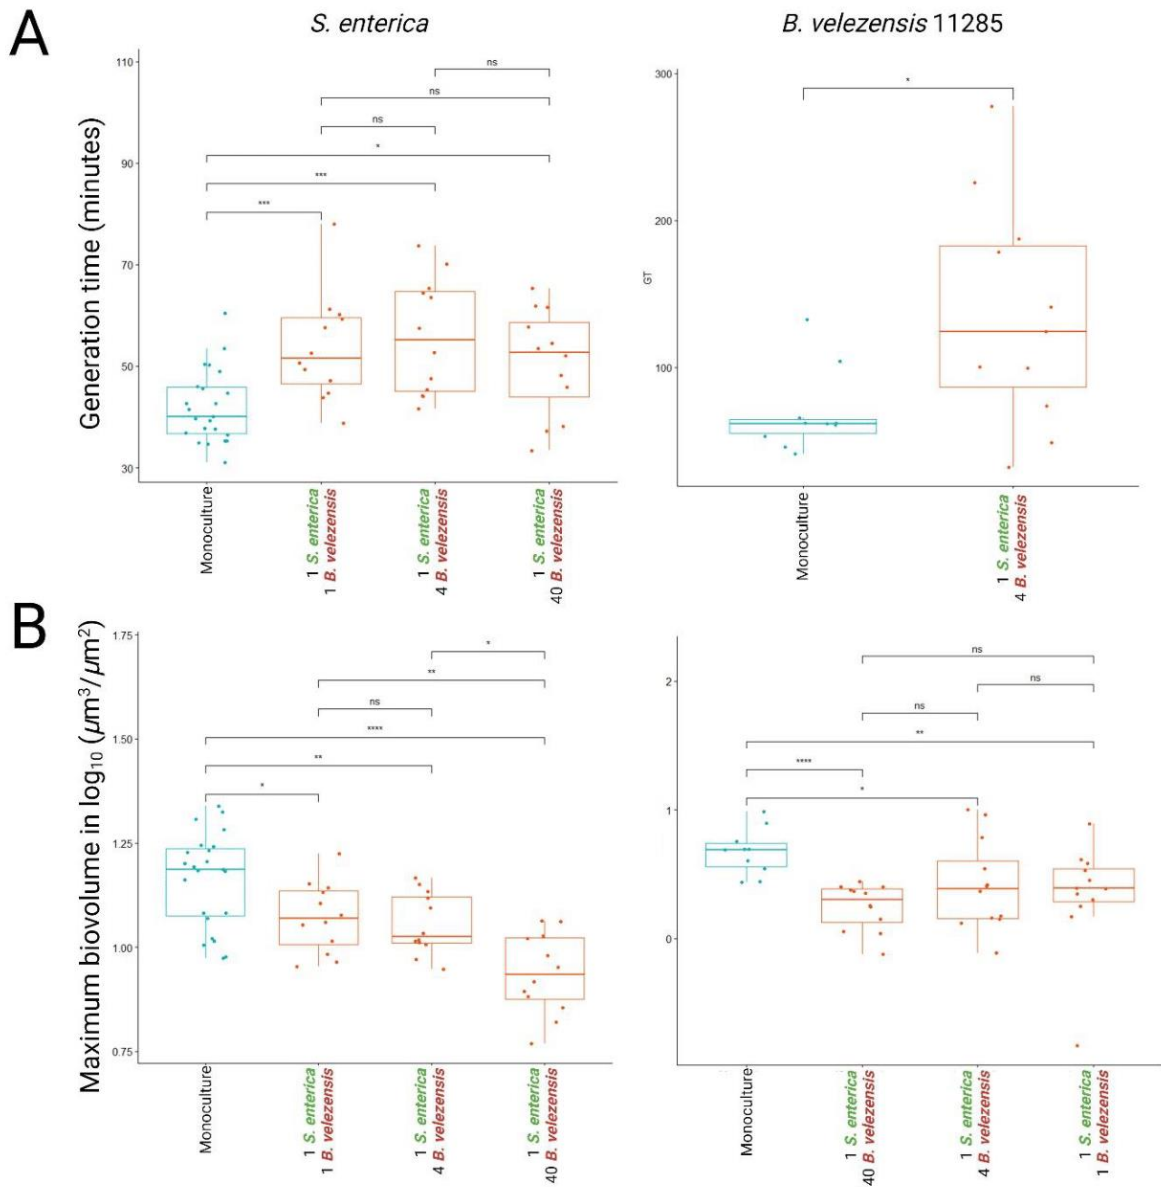 A
S. enterica
B. velezensis 11285
Generation time (minutes)
110
90
70
50
30
ns
ns
ns
*
***
***
Monoculture
1 S. enterica
1 B. velezensis
1 S. enterica
4 B. velezensis
1 S. enterica
40 B. velezensis
GT
300
200
100
*
Monoculture
1 S. enterica
4 B. velezensis
B
Maximum biovolume in log10 (μm³/μm²)
1.75
1.50
1.25
1.00
0.75
*
**
ns
****
**
*
Monoculture
1 S. enterica
1 B. velezensis
1 S. enterica
4 B. velezensis
1 S. enterica
40 B. velezensis
2
1
0
ns
ns
ns
**
****
*
Monoculture
1 S. enterica
40 B. velezensis
1 S. enterica
4 B. velezensis
1 S. enterica
1 B. velezensis